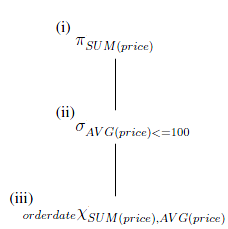 (i)
πSUM(price)
(ii)
σAVG(price)<=100
(iii)
orderdateχSUM(price),AVG(price)